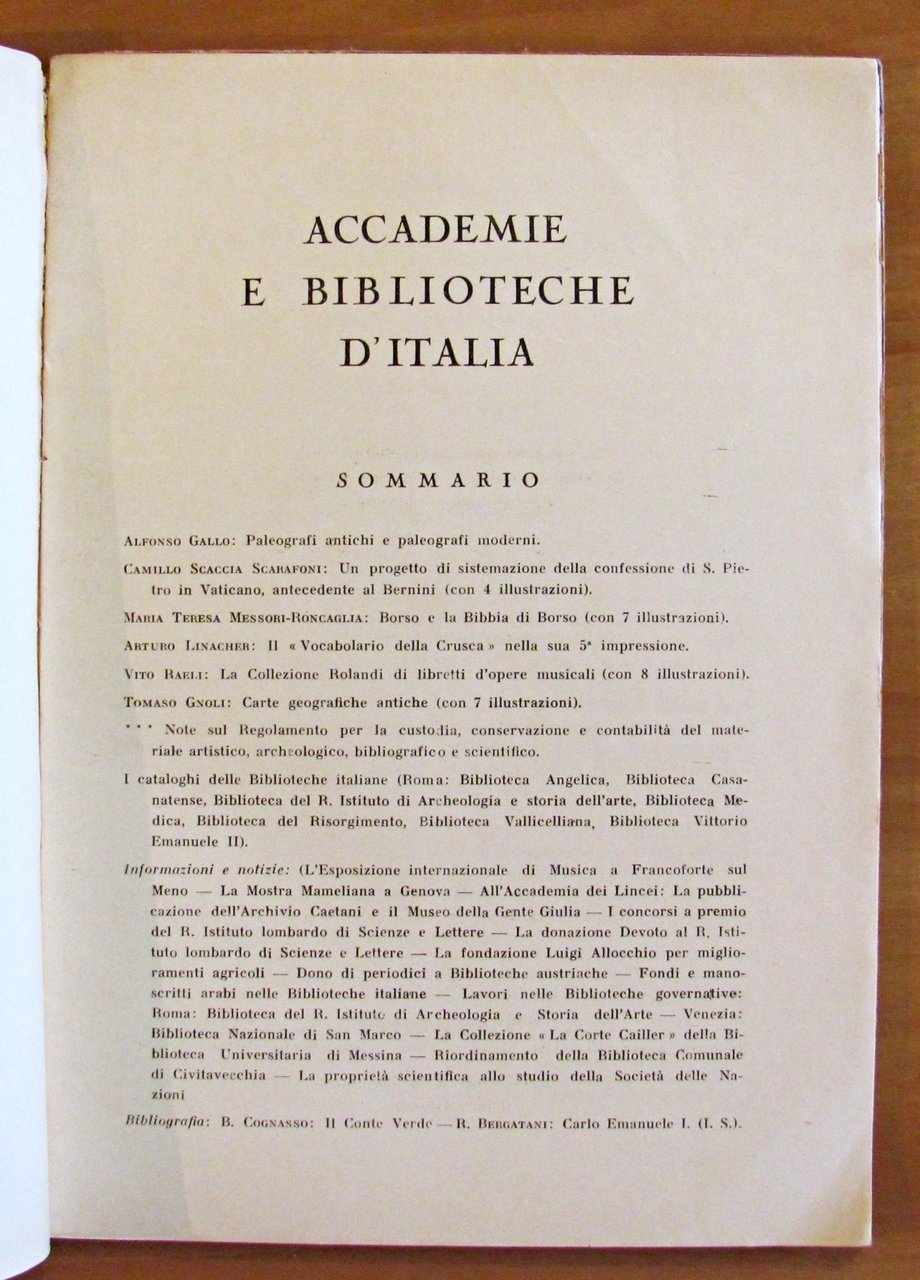 ACCADEMIE
E BIBLIOTECHE
D'ITALIA
SOMMARIO
ALFONSO GALLO: Paleografi antichi e paleografi moderni.
CAMILLO SCACCIA SCARAFONI: Un progetto di sistemazione della confessione di S. Pie-
tro in Vaticano, antecedente al Bernini (con 4 illustrazioni).
MARIA TERESA MESSORI-RONCAGLIA: Borso e la Bibbia di Borso (con 7 illustrazioni).
ARTURO LINACHER: Il « Vocabolario della Crusca » nella sua 5ª impressione.
VITO RAELI: La Collezione Rolandi di libretti d'opere musicali (con 8 illustrazioni).
TOMASO GNOLI: Carte geografiche antiche (con 7 illustrazioni).
* * * Note sul Regolamento per la custodia, conservazione e contabilità del mate-
riale artistico, archeologico, bibliografico e scientifico.
I cataloghi delle Biblioteche italiane (Roma: Biblioteca Angelica, Biblioteca Casa-
natense, Biblioteca del R. Istituto di Archeologia e storia dell'arte, Biblioteca Me-
dica, Biblioteca del Risorgimento, Biblioteca Vallicelliana, Biblioteca Vittorio
Emanuele II).
Informazioni e notizie: (L'Esposizione internazionale di Musica a Francoforte sul
Meno — La Mostra Mameliana a Genova — All'Accademia dei Lincei: La pubbli-
cazione dell'Archivio Caetani e il Museo della Gente Giulia — I concorsi a premio
del R. Istituto lombardo di Scienze e Lettere — La donazione Devoto al R. Isti-
tuto lombardo di Scienze e Lettere — La fondazione Luigi Allocchio per miglio-
ramenti agricoli — Dono di periodici a Biblioteche austriache — Fondi e mano-
scritti arabi nelle Biblioteche italiane — Lavori nelle Biblioteche governative:
Roma: Biblioteca del R. Istituto di Archeologia e Storia dell'Arte — Venezia:
Biblioteca Nazionale di San Marco — La Collezione « La Corte Cailler » della Bi-
blioteca Universitaria di Messina — Riordinamento della Biblioteca Comunale
di Civitavecchia — La proprietà scientifica allo studio della Società delle Na-
zioni
Bibliografia: B. COGNASSO: Il Conte Verde — R. BERGATANI: Carlo Emanuele I. (I. S.).